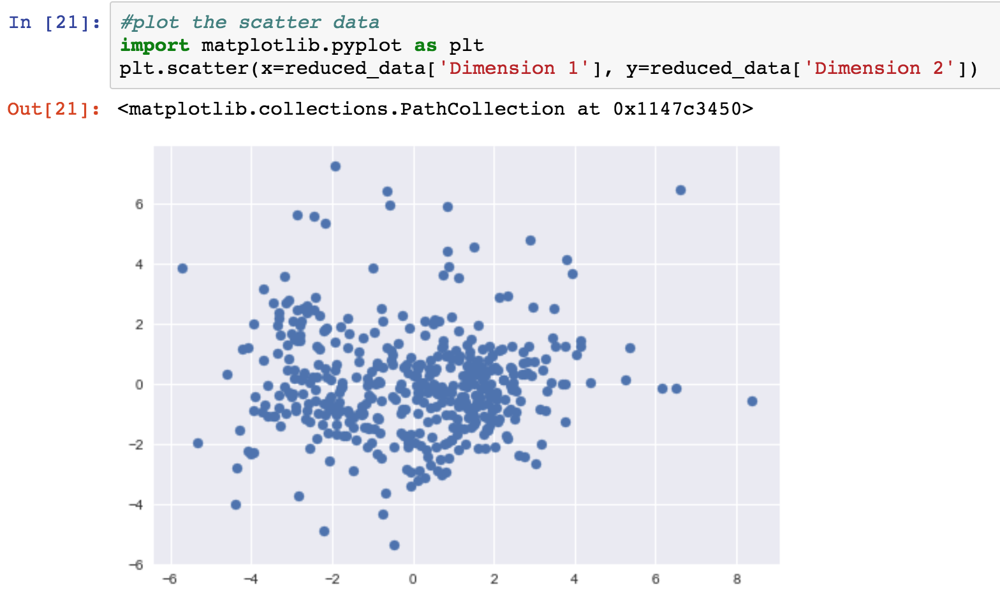 In [21]: #plot the scatter data
import matplotlib.pyplot as plt
plt.scatter(x=reduced_data['Dimension 1'], y=reduced_data['Dimension 2'])
Out[21]: <matplotlib.collections.PathCollection at 0x1147c3450>
6
4
2
0
−2
−4
−6
−6 −4 −2 0 2 4 6 8